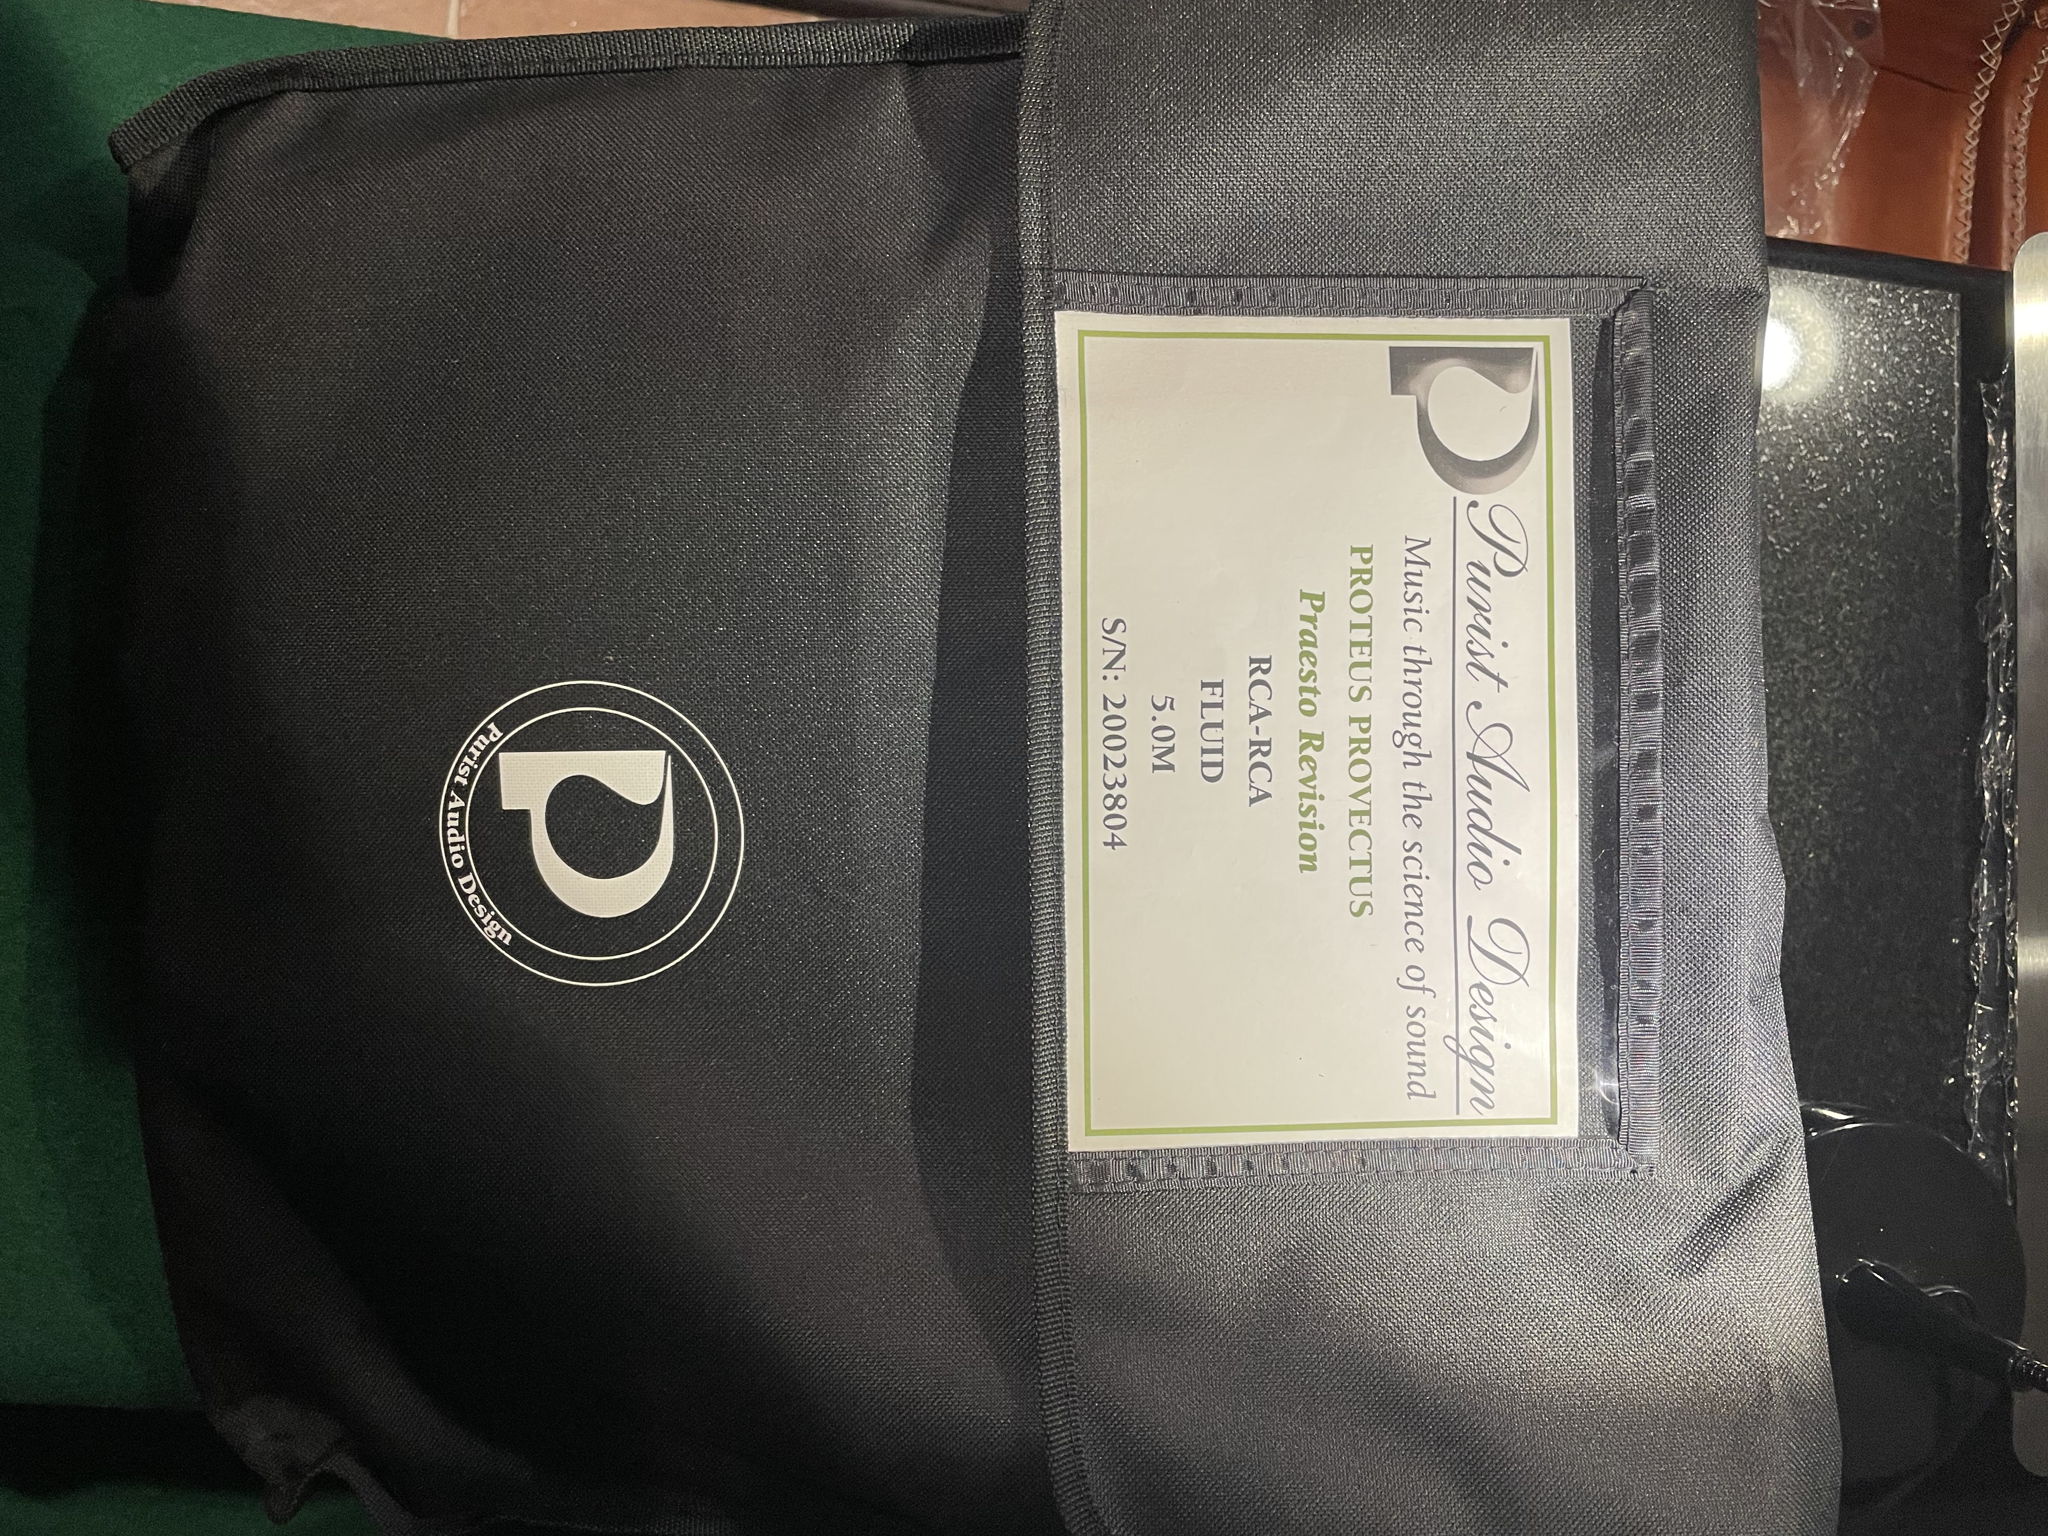 Purist Audio Design
Music through the science of sound
PROTEUS PROVECTUS
Praesto Revision
RCA-RCA
FLUID
5.0M
S/N: 20023804
Purist Audio Design